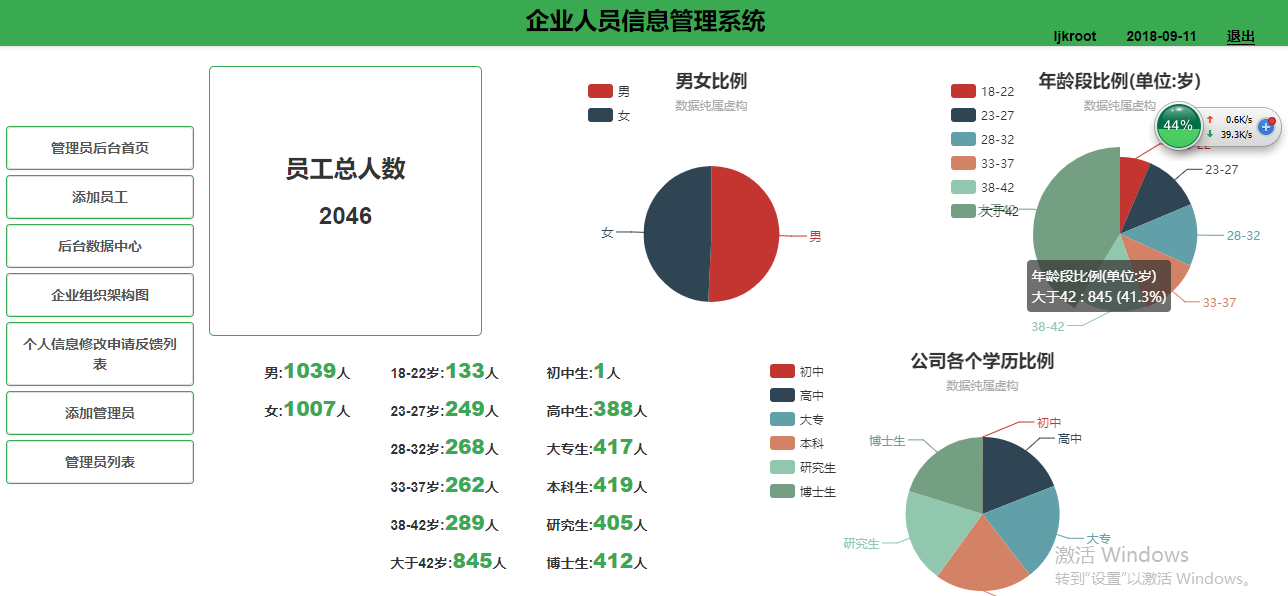 企业人员信息管理系统
ljkroot 2018-09-11 退出
管理员后台首页
添加员工
后台数据中心
企业组织架构图
个人信息修改申请反馈列
表
添加管理员
管理员列表
员工总人数
2046
男:1039人
女:1007人
18-22岁:133人
23-27岁:249人
28-32岁:268人
33-37岁:262人
38-42岁:289人
大于42岁:845人
初中生:1人
高中生:388人
大专生:417人
本科生:419人
研究生:405人
博士生:412人
男女比例
数据纯属虚构
男
女
女
男
年龄段比例(单位:岁)
数据纯属虚构
18-22
23-27
28-32
33-37
38-42
大于42
44%
0.6K/s
39.3K/s
23-27
28-32
33-37
38-42
年龄段比例(单位:岁)
大于42 : 845 (41.3%)
公司各个学历比例
数据纯属虚构
初中
高中
大专
本科
研究生
博士生
初中
高中
博士生
大专
研究生
激活 Windows
转到"设置"以激活 Windows。